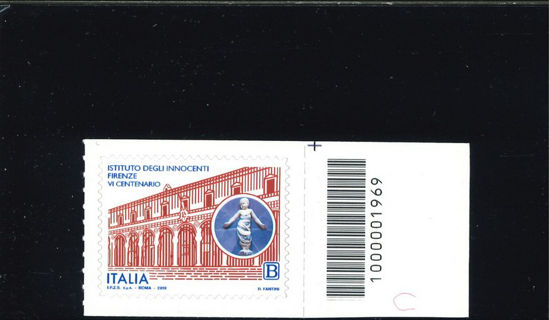 ISTITUTO DEGLI INNOCENTI
FIRENZE
VI CENTENARIO
ITALIA
B
I.P.Z.S. S.p.A. - ROMA - 2019
D. FANTINI
1000001969
C